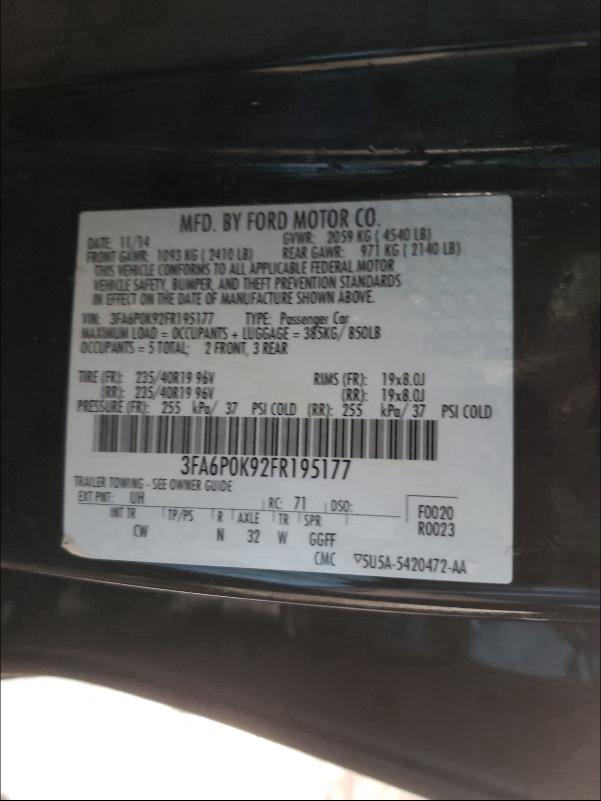 MFD. BY FORD MOTOR CO.
DATE: 11/14 GVWR: 2059 KG ( 4540 LB)
FRONT GAWR: 1093 KG ( 2410 LB) REAR GAWR: 971 KG ( 2140 LB)
THIS VEHICLE CONFORMS TO ALL APPLICABLE FEDERAL MOTOR
VEHICLE SAFETY, BUMPER, AND THEFT PREVENTION STANDARDS
IN EFFECT ON THE DATE OF MANUFACTURE SHOWN ABOVE.
VIN: 3FA6P0K92FR195177 TYPE: Passenger Car
MAXIMUM LOAD = OCCUPANTS + LUGGAGE = 385KG/ 850LB
OCCUPANTS = 5 TOTAL; 2 FRONT, 3 REAR
TIRE (FR): 235/40R19 96V RIMS (FR): 19x8.0J
(RR): 235/40R19 96V (RR): 19x8.0J
PRESSURE (FR): 255 kPa/ 37 PSI COLD (RR): 255 kPa/ 37 PSI COLD
3FA6P0K92FR195177
TRAILER TOWING - SEE OWNER GUIDE
EXT PNT: UH RC: 71 DSO: F0020
INT TR TP/PS R AXLE TR SPR R0023
CW N 32 W GGFF
CMC ▽5U5A-5420472-AA